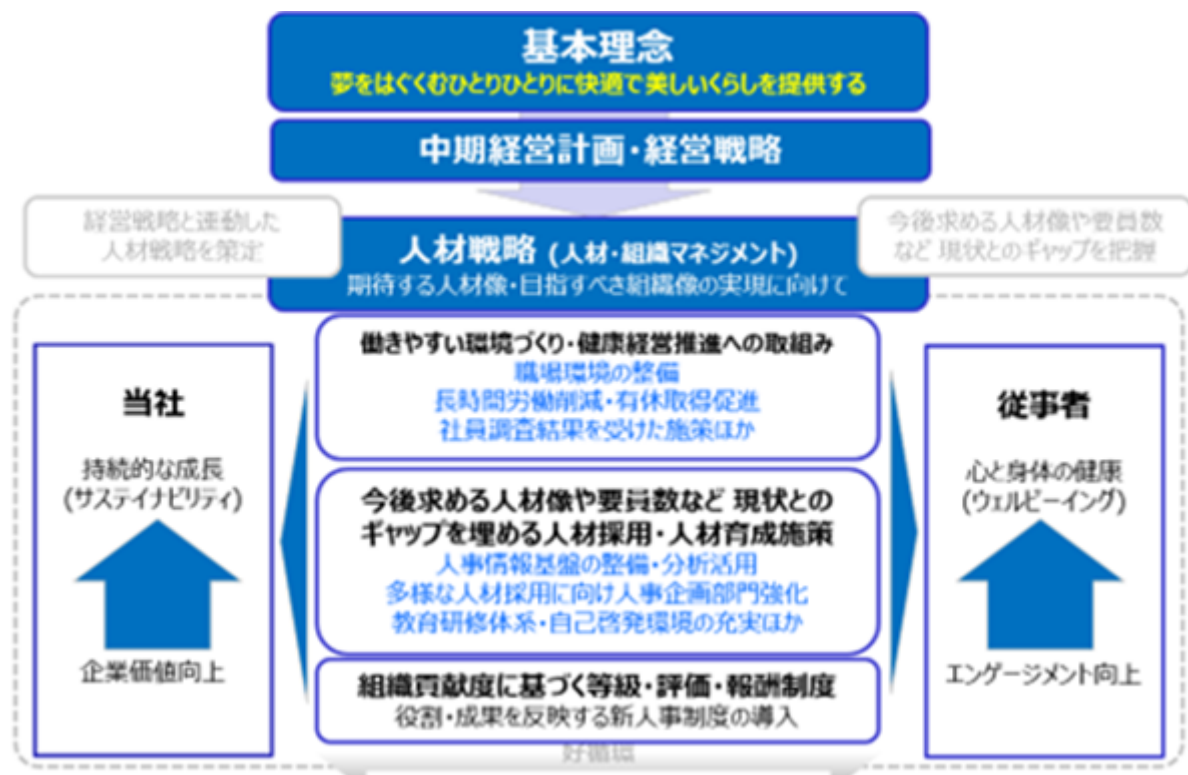 基本理念
夢をはぐくむひとりひとりに快適で美しいくらしを提供する
中期経営計画・経営戦略
経営戦略と連動した
人材戦略を策定
人材戦略 (人材・組織マネジメント)
期待する人材像・目指すべき組織像の実現に向けて
今後求める人材像や要員数
など 現状とのギャップを把握
当社
持続的な成長
(サステイナビリティ)
企業価値向上
働きやすい環境づくり・健康経営推進への取組み
職場環境の整備
長時間労働削減・有休取得促進
社員調査結果を受けた施策ほか
今後求める人材像や要員数など 現状との
ギャップを埋める人材採用・人材育成施策
人事情報基盤の整備・分析活用
多様な人材採用に向け人事企画部門強化
教育研修体系・自己啓発環境の充実ほか
組織貢献度に基づく等級・評価・報酬制度
役割・成果を反映する新人事制度の導入
従事者
心と身体の健康
(ウェルビーイング)
エンゲージメント向上
好循環